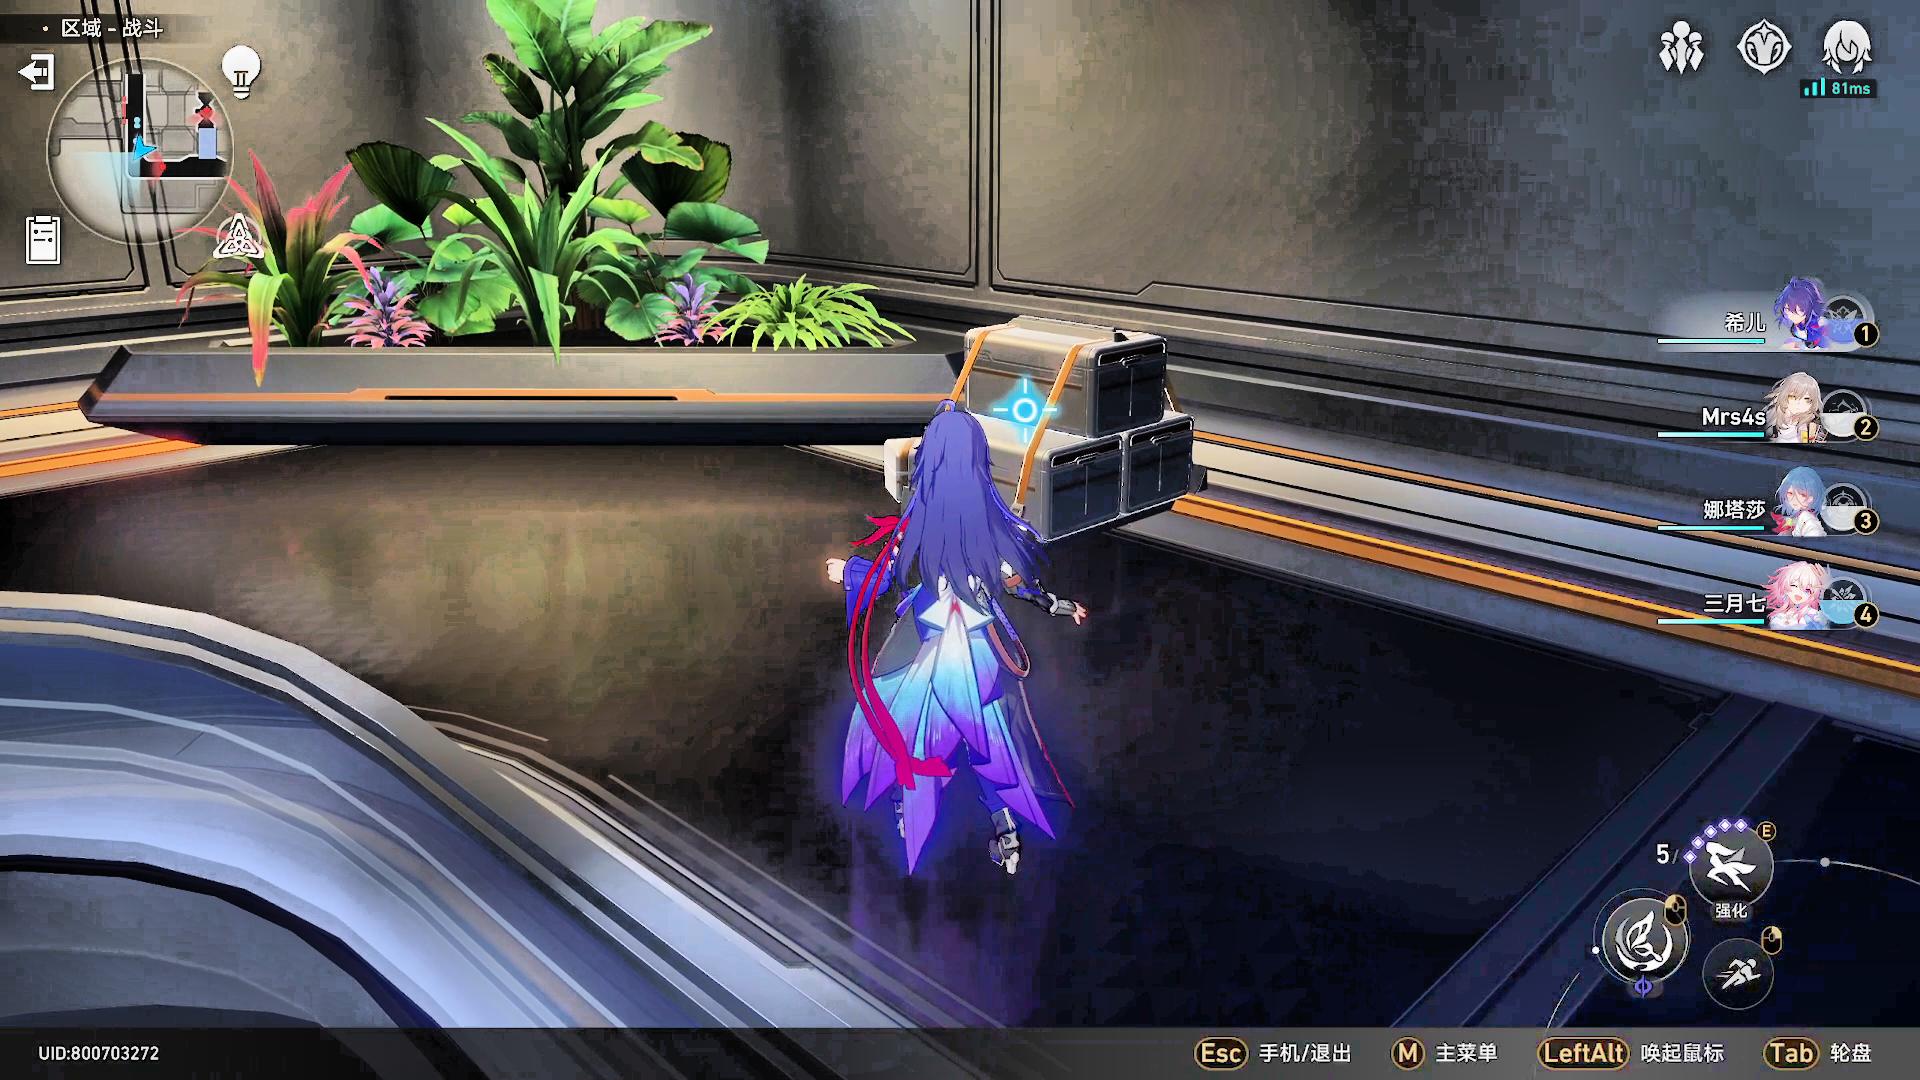 区域 - 战斗
81ms
希儿
1
Mrs4s
2
娜塔莎
3
三月七
4
E
5/
强化
UID:800703272
Esc 手机/退出
M 主菜单
LeftAlt 唤起鼠标
Tab 轮盘